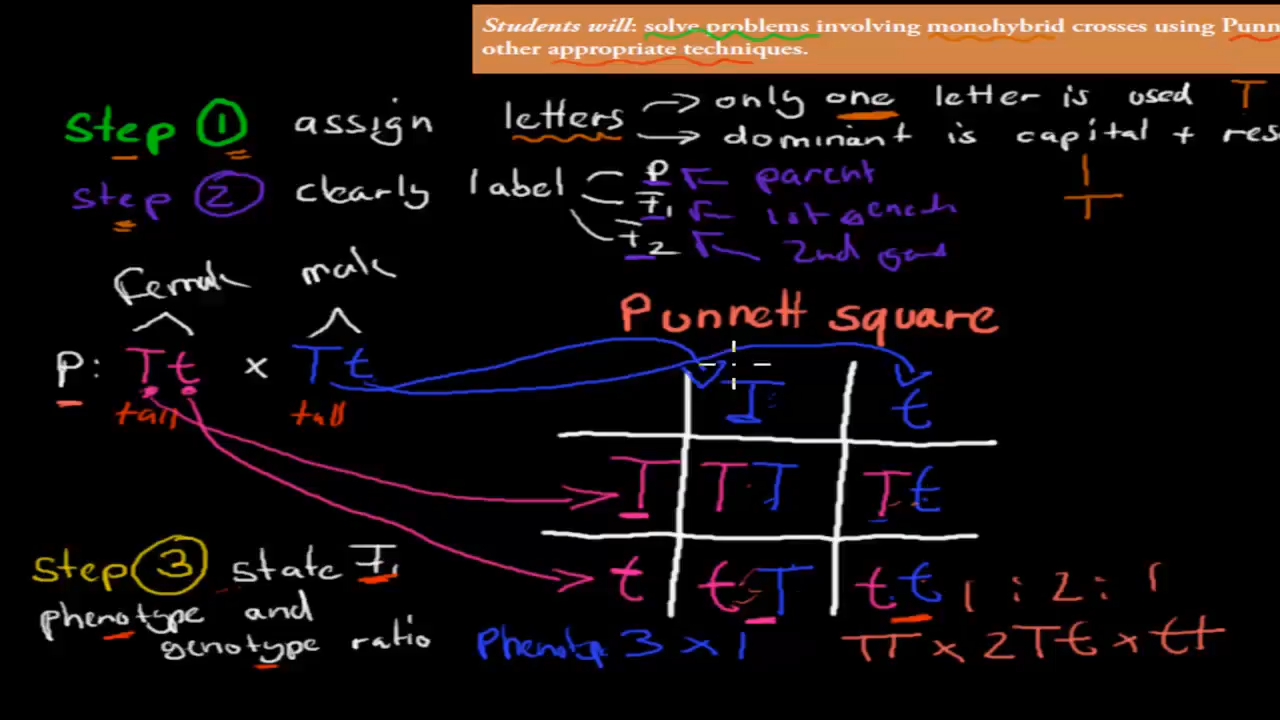 Students will: solve problems involving monohybrid crosses using Punn
other appropriate techniques.
step 1 assign letters → only one letter is used T
→ dominant is capital + res
step 2 clearly label P parent
F1 1st
F2 2nd
Female male
P: Tt x Tt
tall tall
Punnett square
T t
T TT Tt
t tT tt
1 : 2 : 1
step 3 state F1
phenotype and
genotype ratio
3 x 1
TT x 2Tt x tt